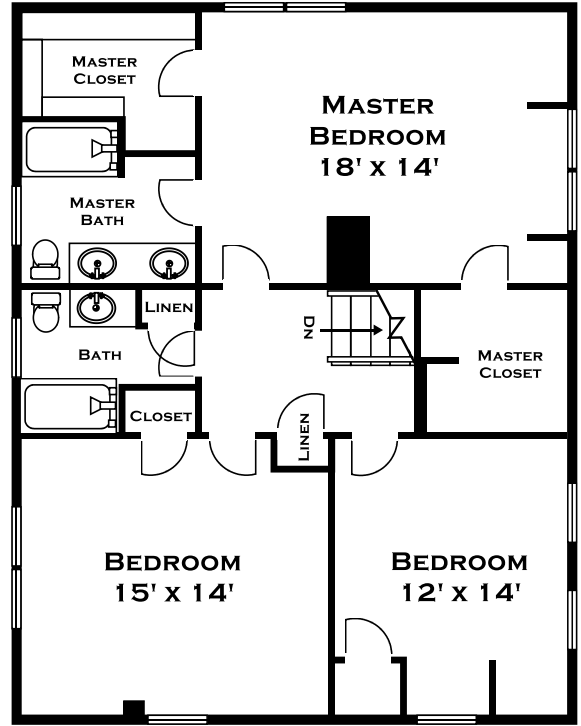 MASTER
CLOSET
MASTER
BEDROOM
18' X 14'
MASTER
BATH
LINEN
DN
BATH
MASTER
CLOSET
CLOSET
LINEN
BEDROOM
15' X 14'
BEDROOM
12' X 14'